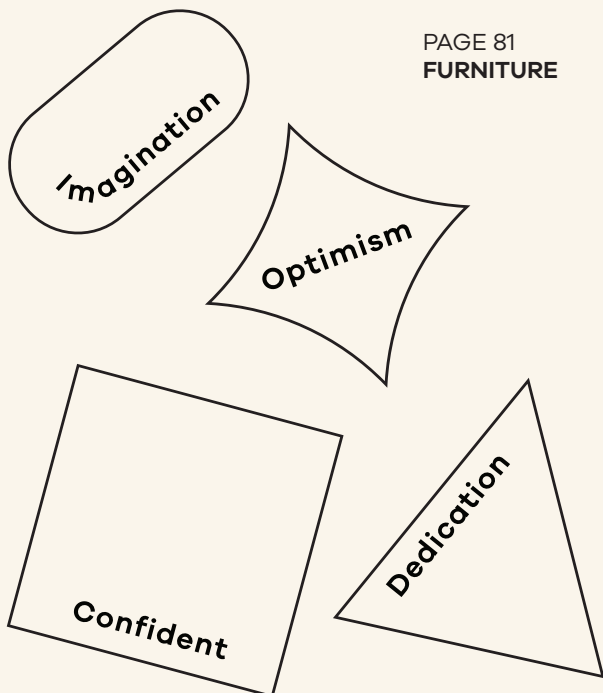 PAGE 81
FURNITURE
Imagination
Optimism
Confident
Dedication